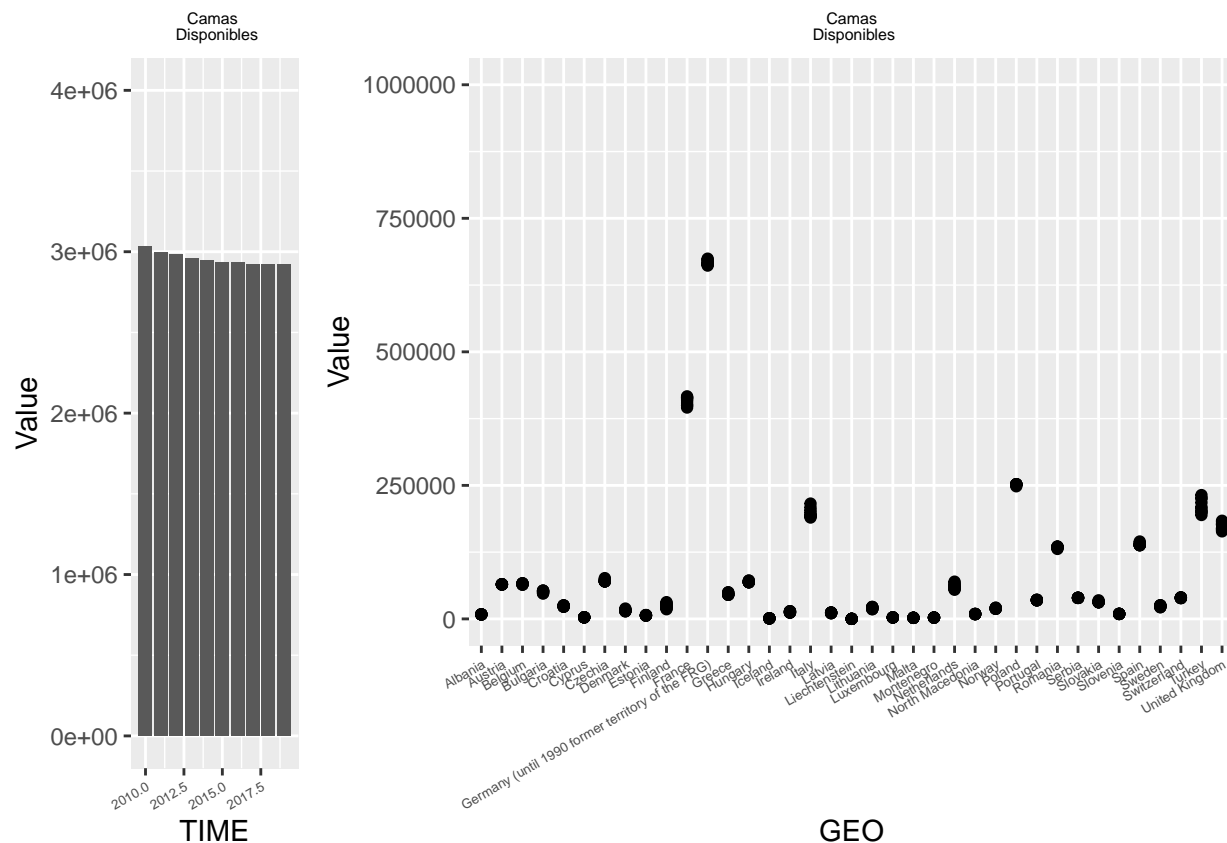 Camas
Disponibles
4e+06
3e+06
2e+06
1e+06
0e+00
Value
2010.0
2012.5
2015.0
2017.5
TIME
Camas
Disponibles
1000000
750000
500000
250000
0
Value
Albania
Austria
Belgium
Bulgaria
Croatia
Cyprus
Czechia
Denmark
Estonia
Finland
France
Germany (until 1990 former territory of the FRG)
Greece
Hungary
Iceland
Ireland
Italy
Latvia
Liechtenstein
Lithuania
Luxembourg
Malta
Montenegro
Netherlands
North Macedonia
Norway
Poland
Portugal
Romania
Serbia
Slovakia
Slovenia
Spain
Sweden
Switzerland
Turkey
United Kingdom
GEO